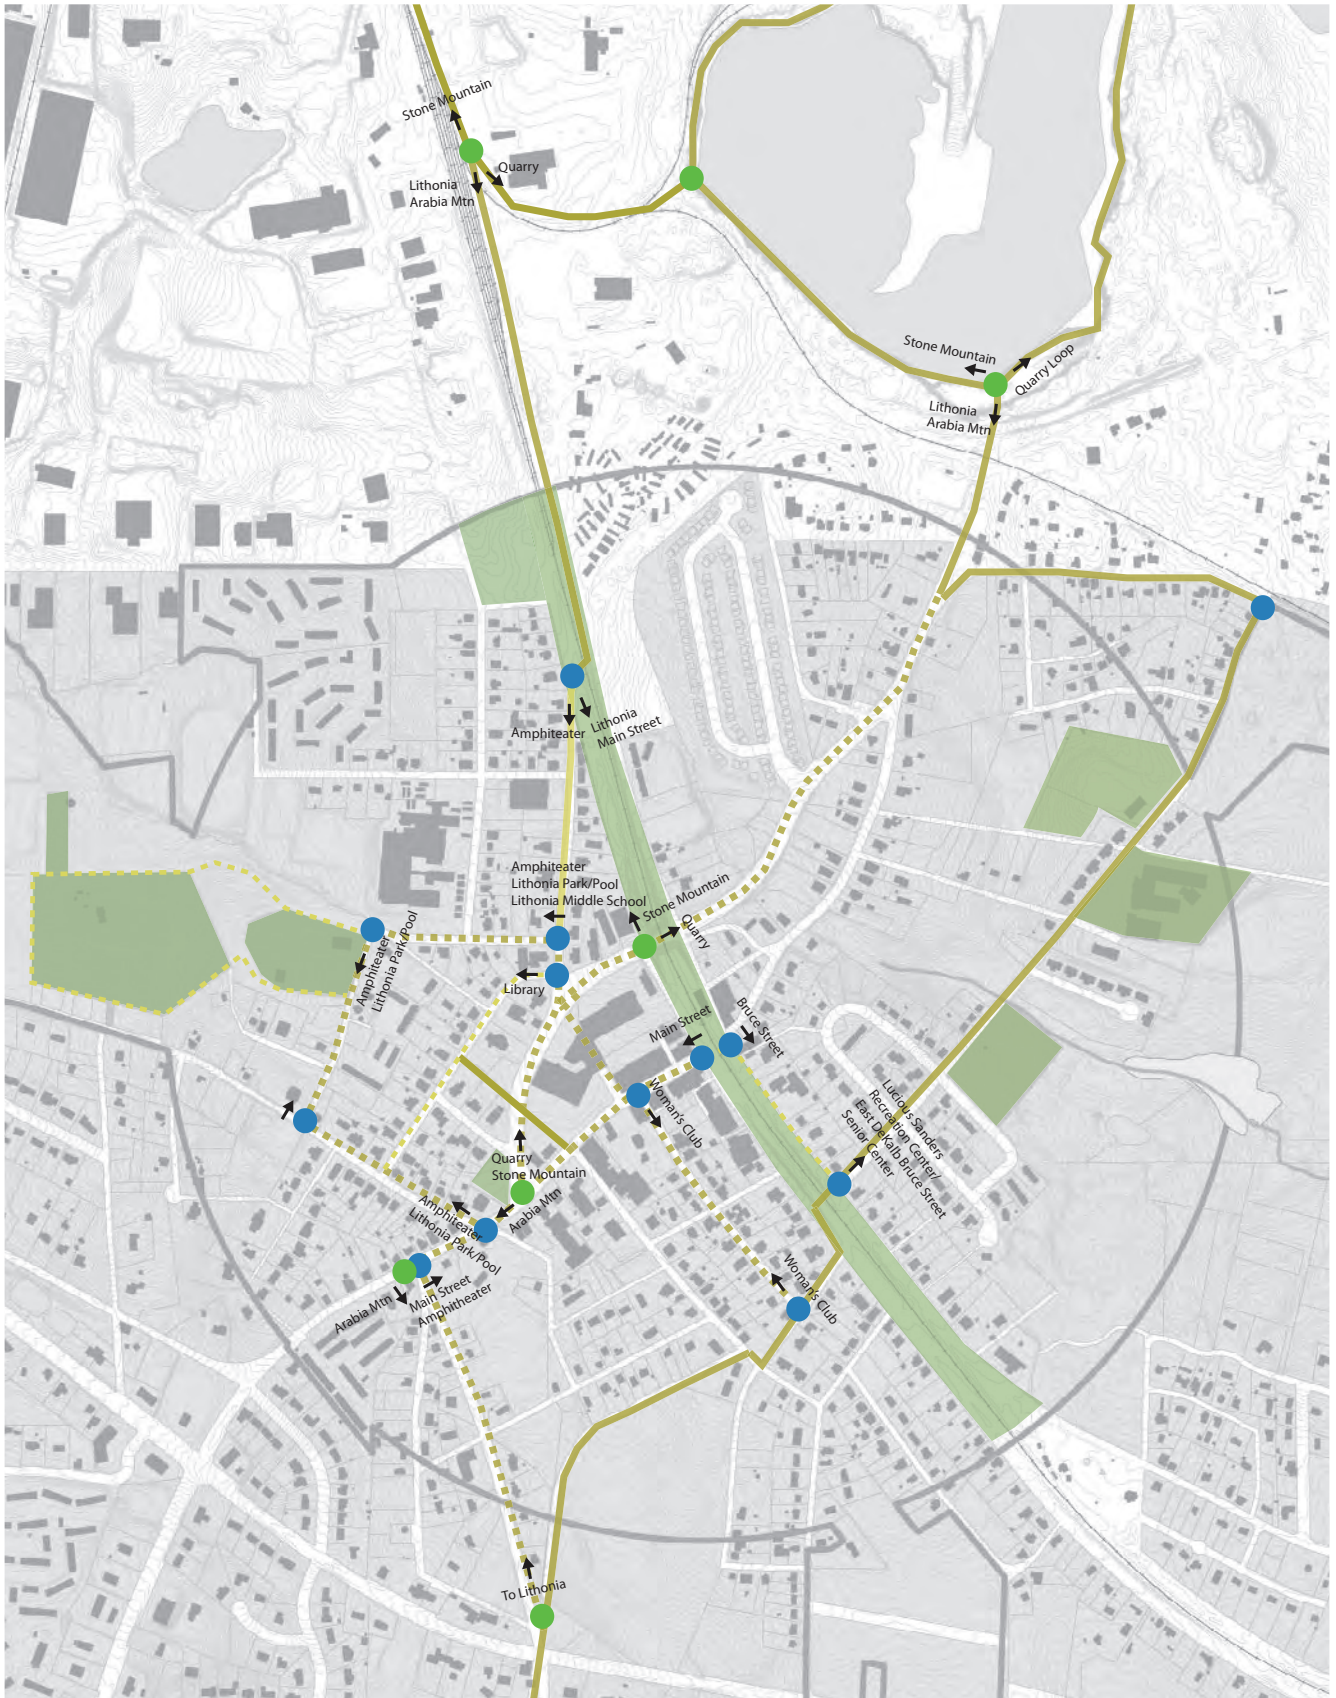 Stone Mountain
Quarry
Lithonia
Arabia Mtn
Stone Mountain
Quarry Loop
Lithonia
Arabia Mtn
Lithonia
Main Street
Amphiteater
Amphiteater
Lithonia Park/Pool
Lithonia Middle School
Stone Mountain
Quarry
Amphiteater
Lithonia Park/Pool
Library
Main Street
Bruce Street
Woman's Club
Lucious Sanders
Recreation Center/
East DeKalb Bruce Street
Senior Center
Quarry
Stone Mountain
Arabia Mtn
Amphiteater
Lithonia Park/Pool
Arabia Mtn
Main Street
Amphitheater
Woman's Club
To Lithonia